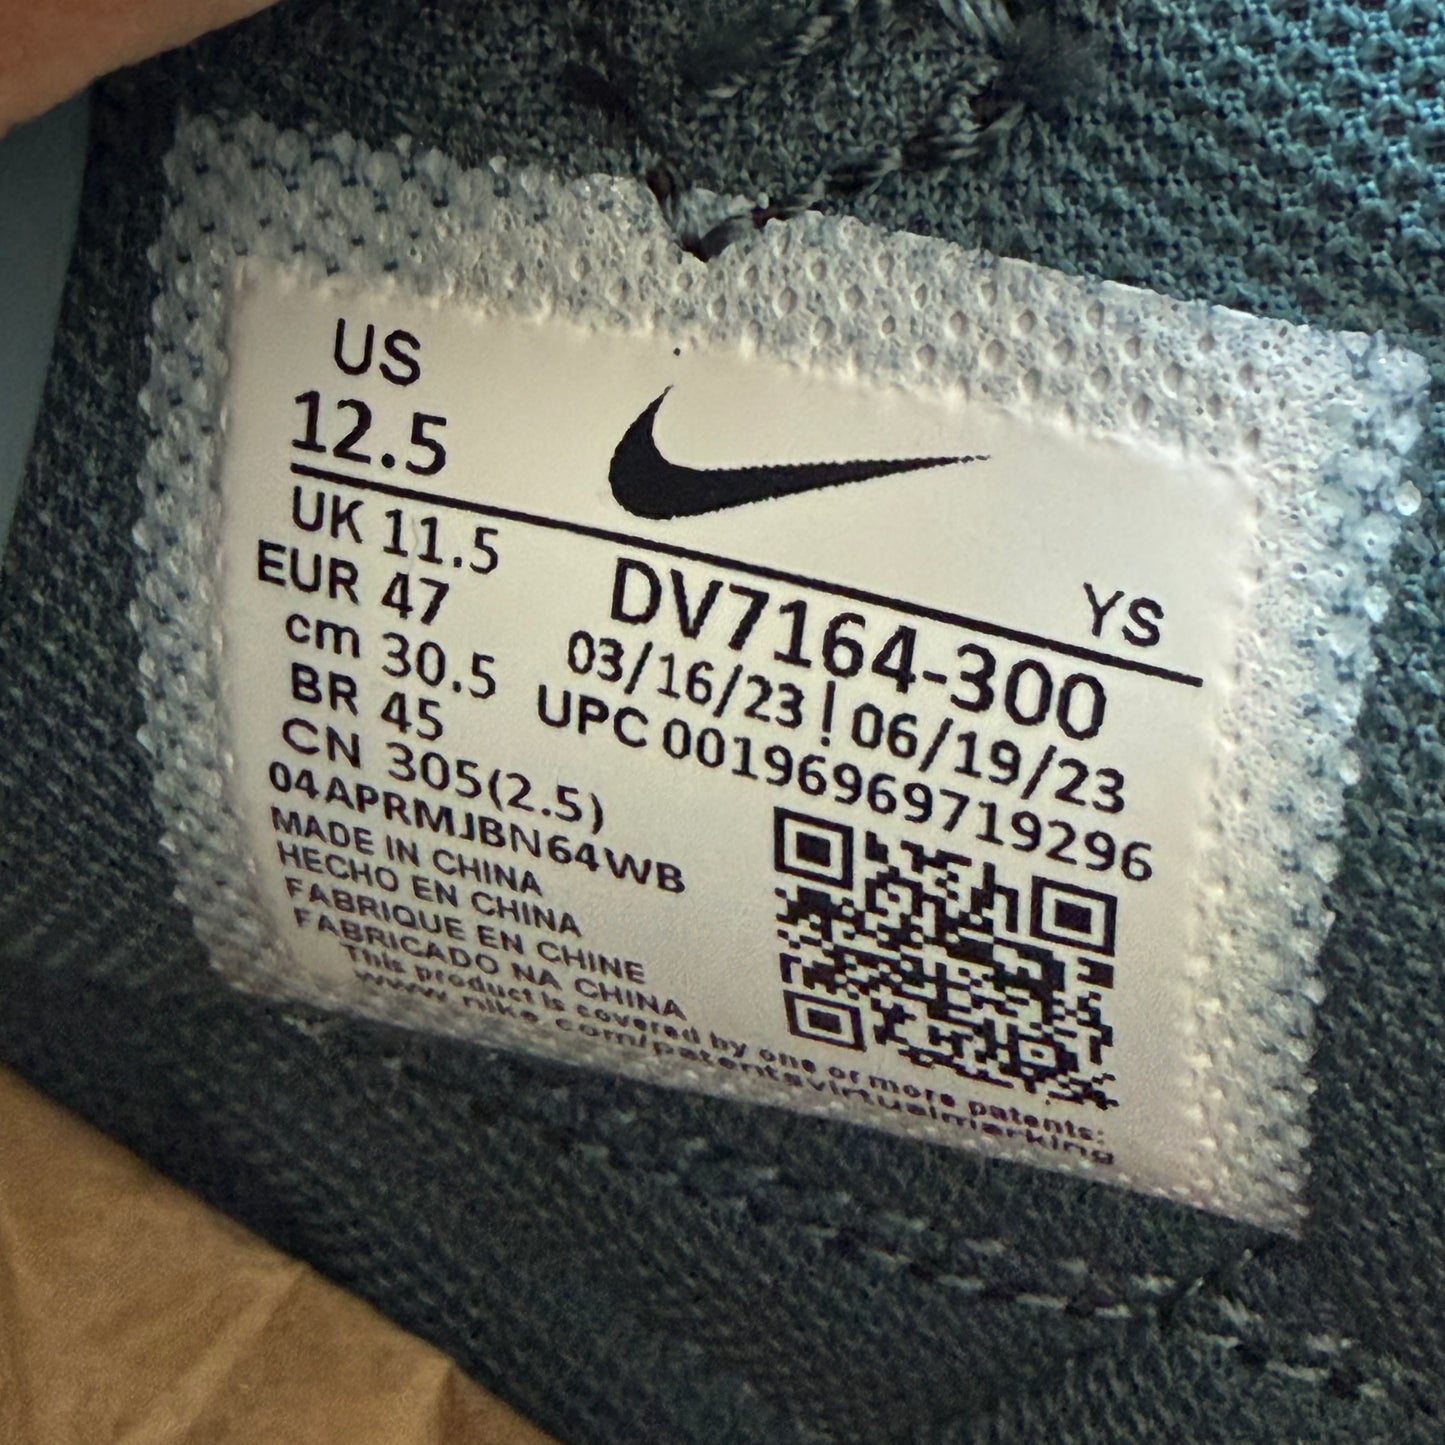 US
12.5
YS
UK 11.5
EUR 47
cm 30.5
BR 45
CN 305(2.5)
DV7164-300
03/16/23 ! 06/19/23
UPC 00196969719296
04APRMJBN64WB
MADE IN CHINA
HECHO EN CHINA
FABRIQUE EN CHINE
FABRICADO NA CHINA
This product is covered by one or more patents:
www.nike.com/patentsvirtualmarking